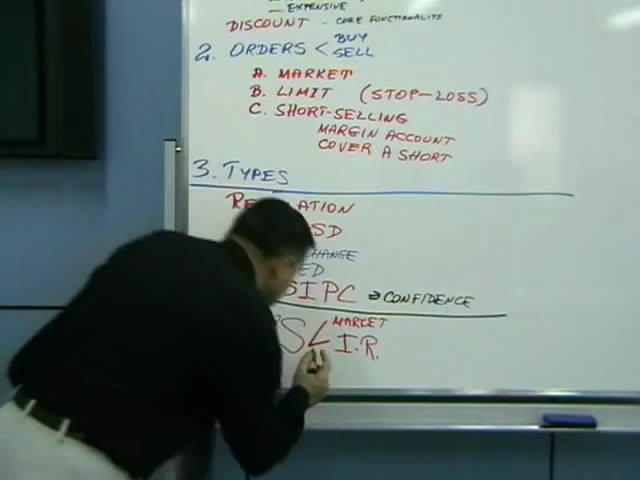 — EXPENSIVE
DISCOUNT - CORE FUNCTIONALITY
2. ORDERS < BUY
SELL
A. MARKET
B. LIMIT (STOP-LOSS)
C. SHORT-SELLING
MARGIN ACCOUNT
COVER A SHORT
3. TYPES
SIPC → CONFIDENCE
MARKET
I.R.